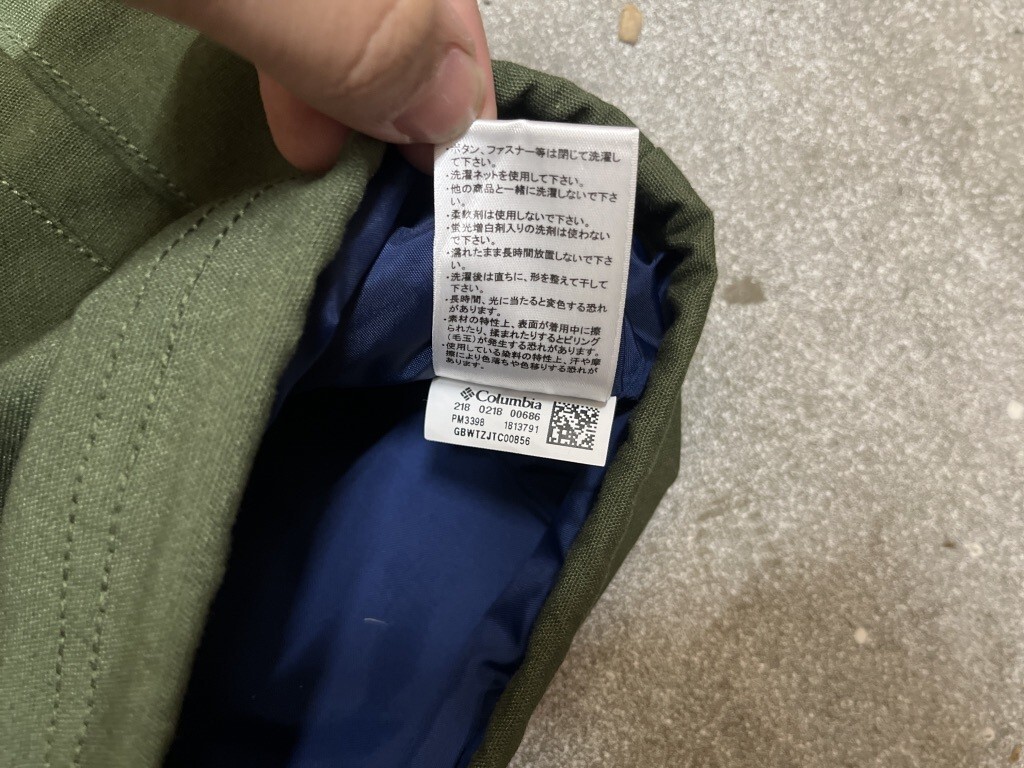 ・ボタン、ファスナー等は閉じて洗濯し
て下さい。
・洗濯ネットを使用して下さい。
・他の商品と一緒に洗濯しないで下さ
い。
・柔軟剤は使用しないで下さい。
・蛍光増白剤入りの洗剤は使わない
で下さい。
・濡れたまま長時間放置しないで下さ
い。
・洗濯後は直ちに、形を整えて干して
下さい。
・長時間、光に当たると変色する恐れ
があります。
・素材の特性上、表面が着用中に擦
られたり、揉まれたりするとピリング
(毛玉)が発生する恐れがあります。
・使用している染料の特性上、汗や摩
擦により色落ちや色移りする恐れが
あります。
Columbia
218 0218 00686
PM3398 1813791
GBWTZJTC00856